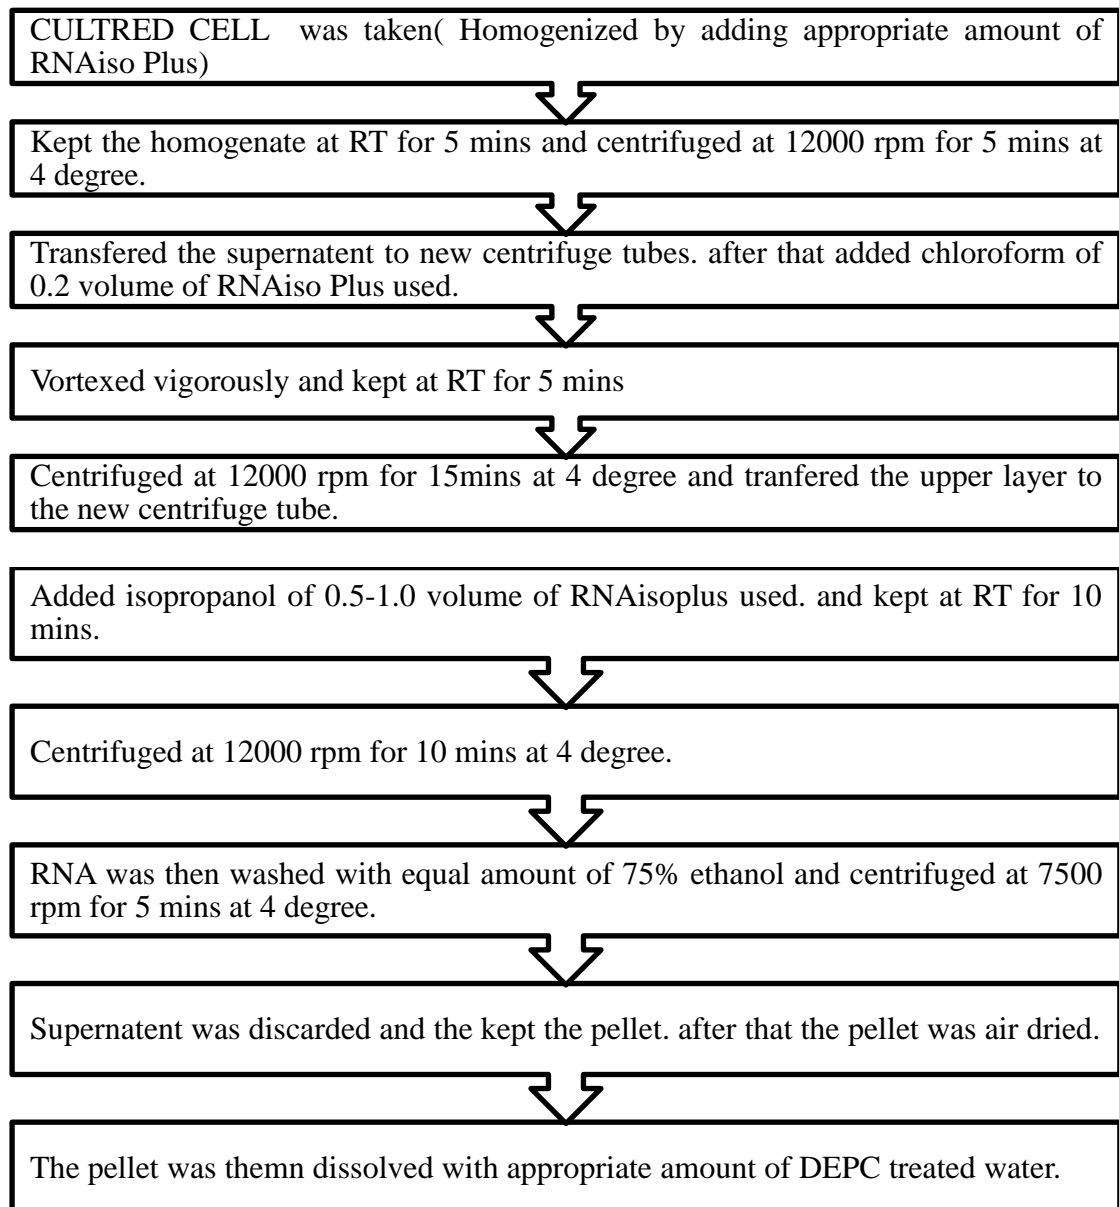 CULTRED CELL was taken( Homogenized by adding appropriate amount of
RNAiso Plus)
Kept the homogenate at RT for 5 mins and centrifuged at 12000 rpm for 5 mins at
4 degree.
Transfered the supernatent to new centrifuge tubes. after that added chloroform of
0.2 volume of RNAiso Plus used.
Vortexed vigorously and kept at RT for 5 mins
Centrifuged at 12000 rpm for 15mins at 4 degree and tranfered the upper layer to
the new centrifuge tube.
Added isopropanol of 0.5-1.0 volume of RNAisoplus used. and kept at RT for 10
mins.
Centrifuged at 12000 rpm for 10 mins at 4 degree.
RNA was then washed with equal amount of 75% ethanol and centrifuged at 7500
rpm for 5 mins at 4 degree.
Supernatent was discarded and the kept the pellet. after that the pellet was air dried.
The pellet was themn dissolved with appropriate amount of DEPC treated water.